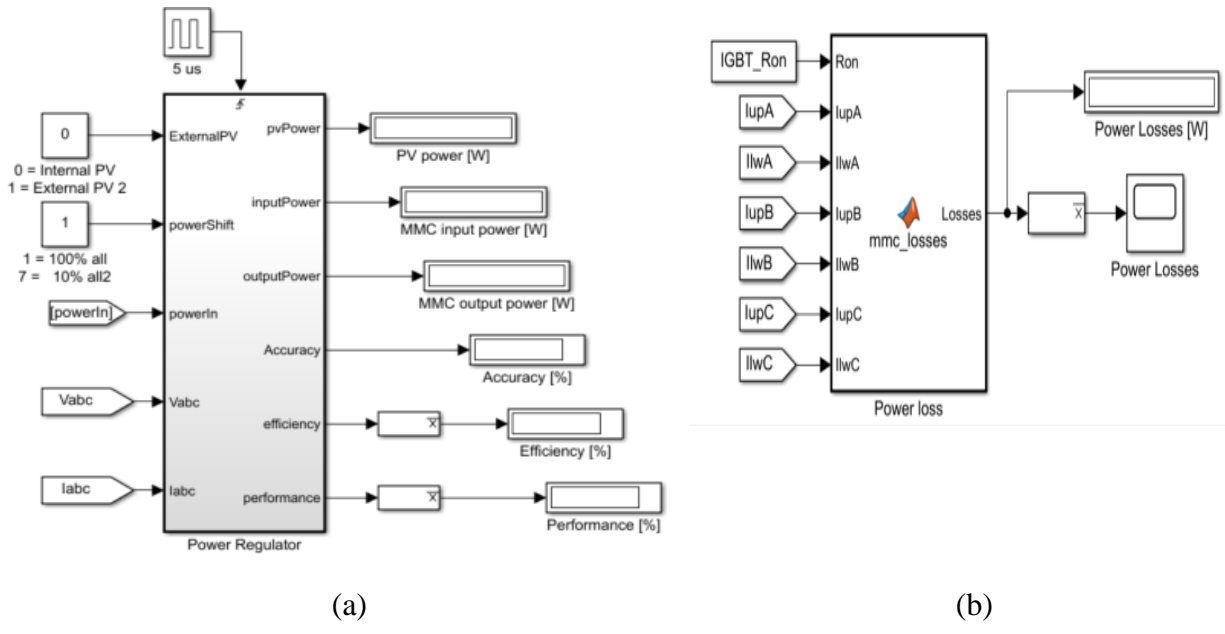 5 us
ExternalPV
powerShift
powerIn
Vabc
Iabc
pvPower
inputPower
outputPower
Accuracy
efficiency
performance
Power Regulator
0
0 = Internal PV
1 = External PV 2
1
1 = 100% all
7 = 10% all2
[powerIn]
Vabc
Iabc
PV power [W]
MMC input power [W]
MMC output power [W]
Accuracy [%]
x
Efficiency [%]
x
Performance [%]
(a)
IGBT_Ron
IupA
IlwA
IupB
IlwB
IupC
IlwC
Ron
IupA
IlwA
IupB
IlwB
IupC
IlwC
mmc_losses
Losses
Power loss
Power Losses [W]
x
Power Losses
(b)